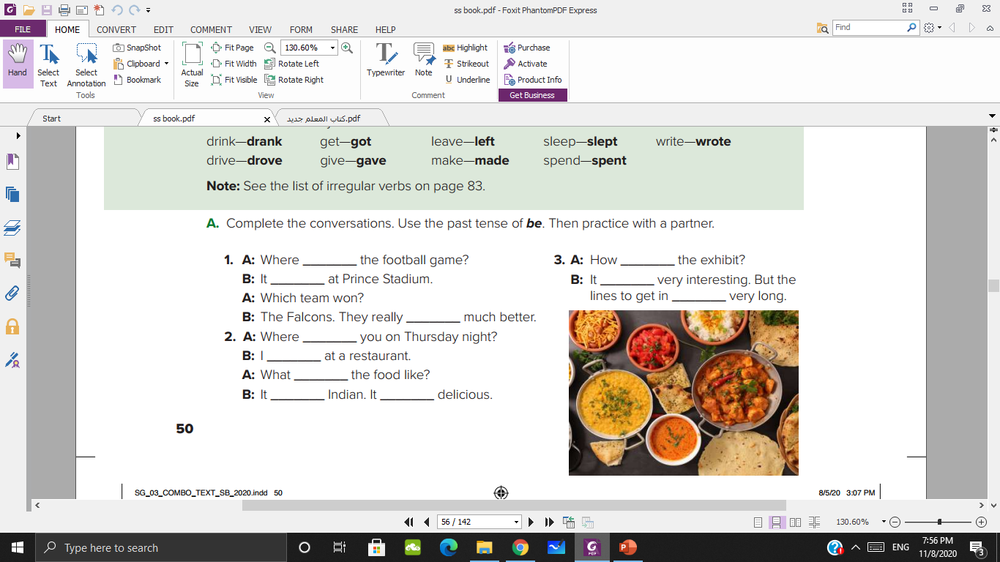 ss book.pdf - Foxit PhantomPDF Express
FILE HOME CONVERT EDIT COMMENT VIEW FORM SHARE HELP
Find
Hand
Select Text
Select Annotation
SnapShot
Clipboard
Bookmark
Tools
Actual Size
Fit Page
Fit Width
Fit Visible
130.60%
Rotate Left
Rotate Right
View
Typewriter
Note
abc Highlight
T Strikeout
U Underline
Comment
Purchase
Activate
Product Info
Get Business
Start
ss book.pdf
كتاب المعلم جديد.pdf
drink—drank get—got leave—left sleep—slept write—wrote
drive—drove give—gave make—made spend—spent
Note: See the list of irregular verbs on page 83.
A. Complete the conversations. Use the past tense of be. Then practice with a partner.
1. A: Where ________ the football game?
B: It ________ at Prince Stadium.
A: Which team won?
B: The Falcons. They really ________ much better.
2. A: Where ________ you on Thursday night?
B: I ________ at a restaurant.
A: What ________ the food like?
B: It ________ Indian. It ________ delicious.
3. A: How ________ the exhibit?
B: It ________ very interesting. But the
lines to get in ________ very long.
50
SG_03_COMBO_TEXT_SB_2020.indd 50
8/5/20 3:07 PM
56 / 142
130.60%
Type here to search
ENG
7:56 PM
11/8/2020
3